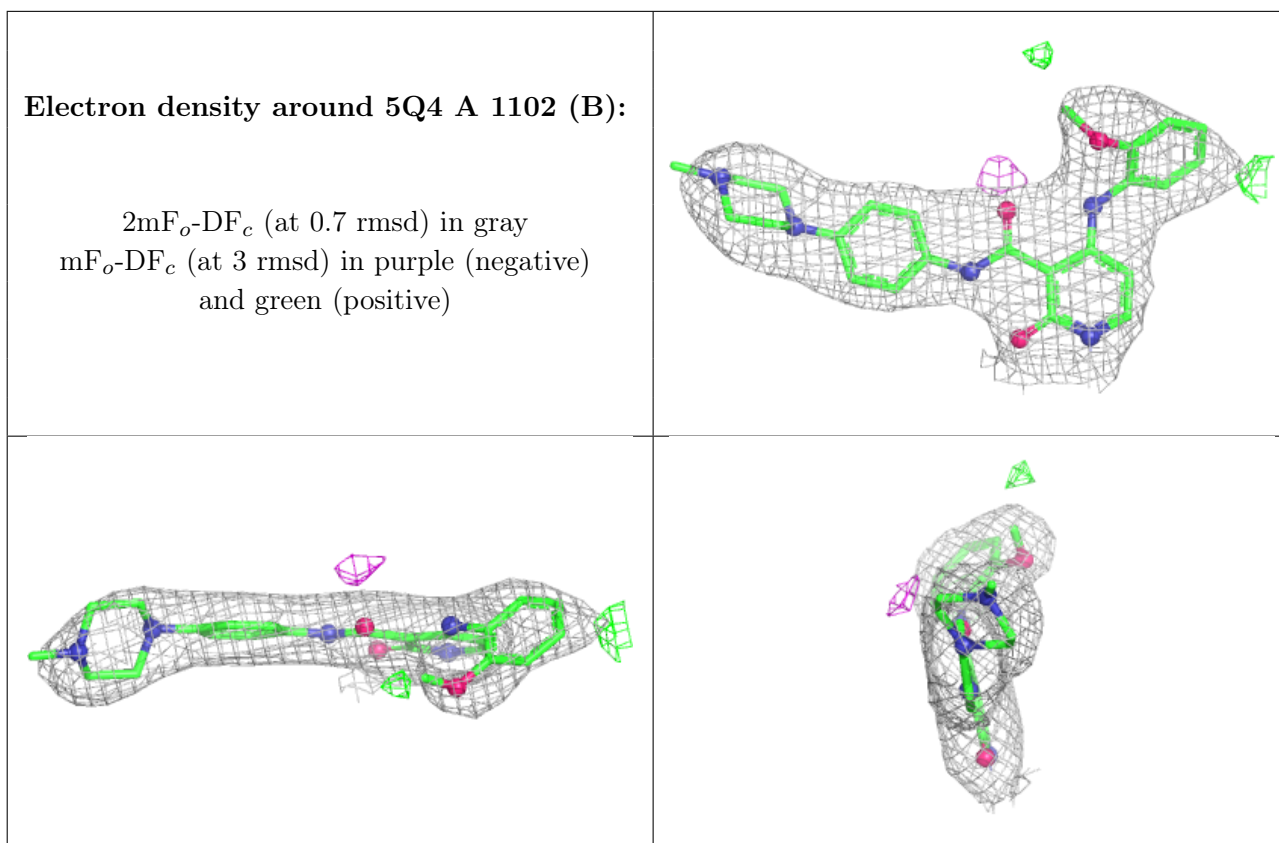 Electron density around 5Q4 A 1102 (B):
2mFₒ-DF𝒸 (at 0.7 rmsd) in gray
mFₒ-DF𝒸 (at 3 rmsd) in purple (negative)
and green (positive)